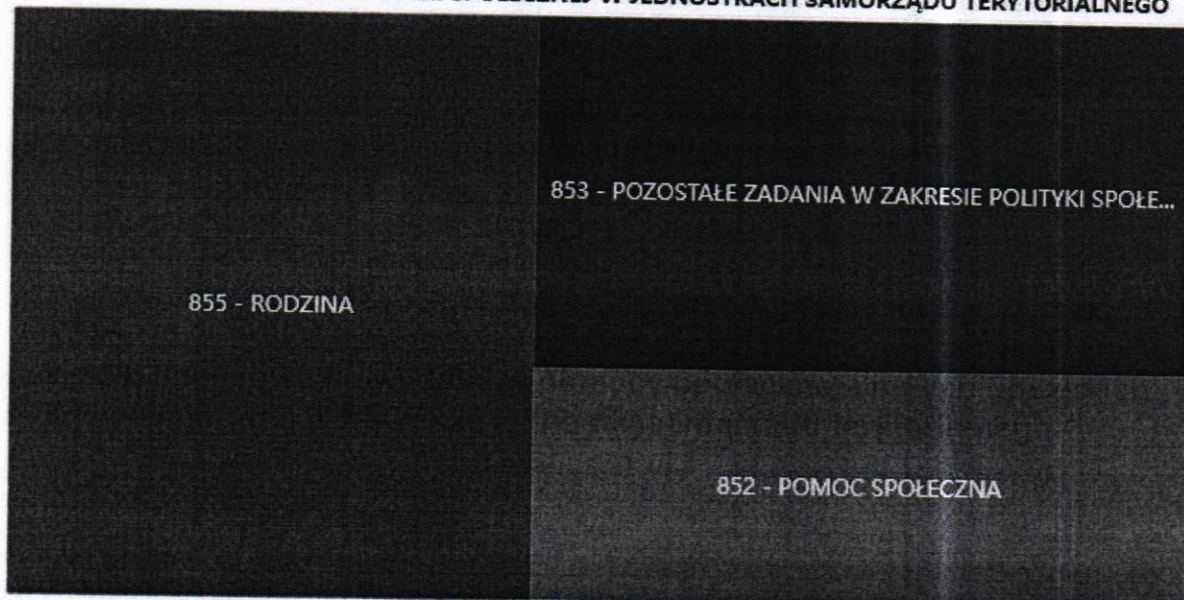 W JEDNOSTKACH SAMORZĄDU TERYTORIALNEGO
853 - POZOSTAŁE ZADANIA W ZAKRESIE POLITYKI SPOŁE...
855 - RODZINA
852 - POMOC SPOŁECZNA